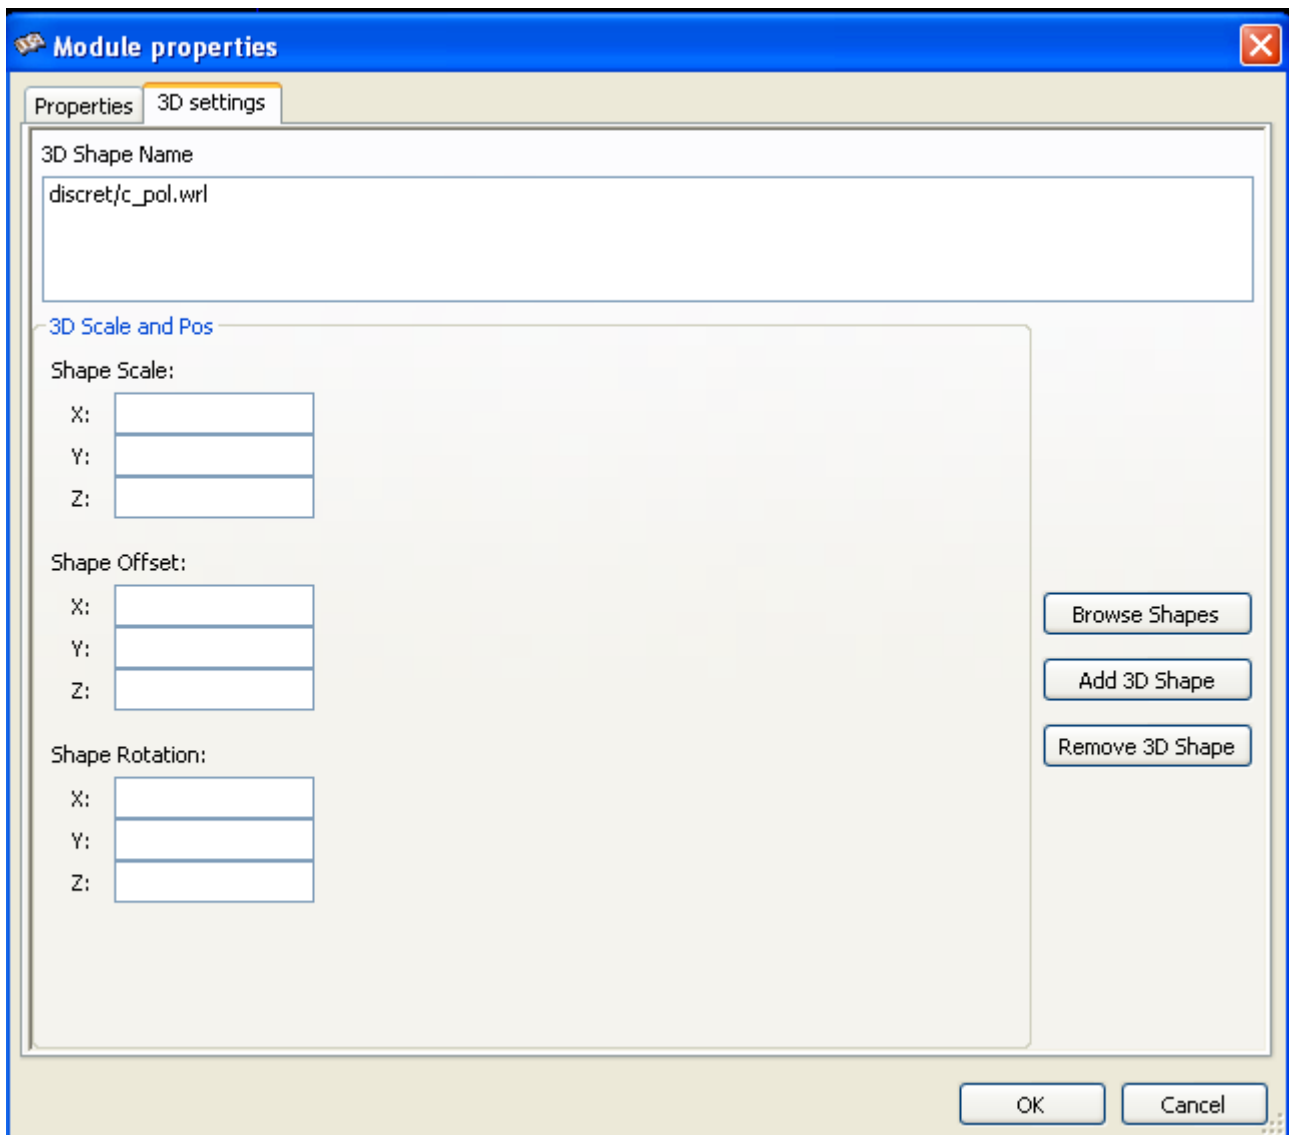 Module properties
Properties 3D settings
3D Shape Name
discret/c_pol.wrl
3D Scale and Pos
Shape Scale:
X:
Y:
Z:
Shape Offset:
X:
Browse Shapes
Y:
Z:
Add 3D Shape
Shape Rotation:
Remove 3D Shape
X:
Y:
Z:
OK Cancel